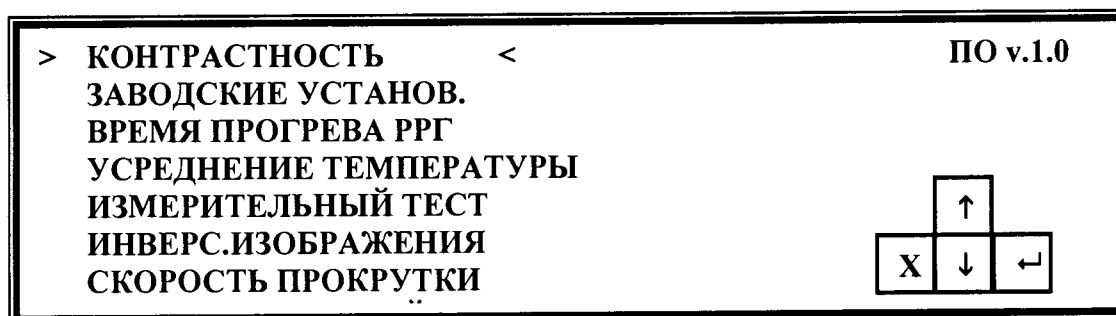 > КОНТРАСТНОСТЬ < ПО v.1.0
ЗАВОДСКИЕ УСТАНОВ.
ВРЕМЯ ПРОГРЕВА РРГ
УСРЕДНЕНИЕ ТЕМПЕРАТУРЫ
ИЗМЕРИТЕЛЬНЫЙ ТЕСТ
ИНВЕРС.ИЗОБРАЖЕНИЯ
СКОРОСТЬ ПРОКРУТКИ
↑
X ↓ ↵